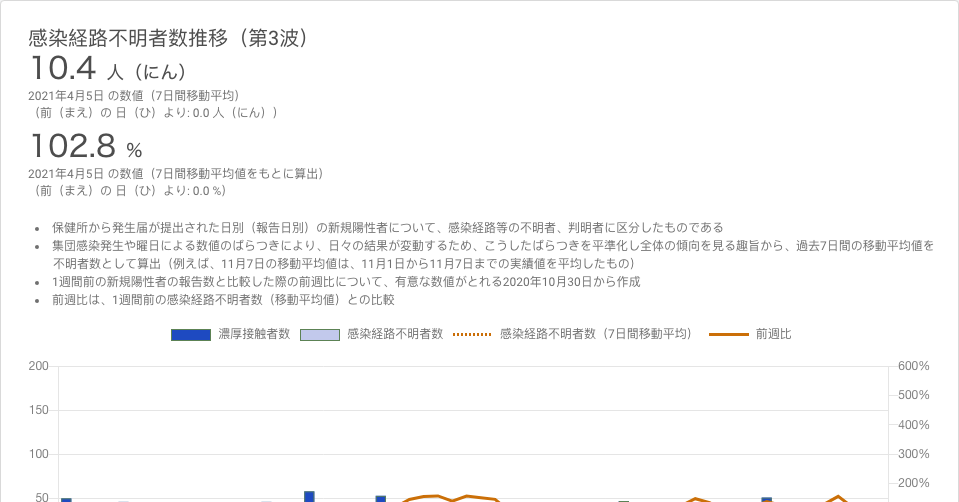 感染経路不明者数推移（第3波）
10.4 人（にん）
2021年4月5日 の数値（7日間移動平均）
（前（まえ）の 日（ひ）より: 0.0 人（にん））
102.8 %
2021年4月5日 の数値（7日間移動平均値をもとに算出）
（前（まえ）の 日（ひ）より: 0.0 %）
• 保健所から発生届が提出された日別（報告日別）の新規陽性者について、感染経路等の不明者、判明者に区分したものである
• 集団感染発生や曜日による数値のばらつきにより、日々の結果が変動するため、こうしたばらつきを平準化し全体の傾向を見る趣旨から、過去7日間の移動平均値を
不明者数として算出（例えば、11月7日の移動平均値は、11月1日から11月7日までの実績値を平均したもの）
• 1週間前の新規陽性者の報告数と比較した際の前週比について、有意な数値がとれる2020年10月30日から作成
• 前週比は、1週間前の感染経路不明者数（移動平均値）との比較
濃厚接触者数 感染経路不明者数 感染経路不明者数（7日間移動平均） 前週比
200 600%
500%
150
400%
100 300%
200%
50